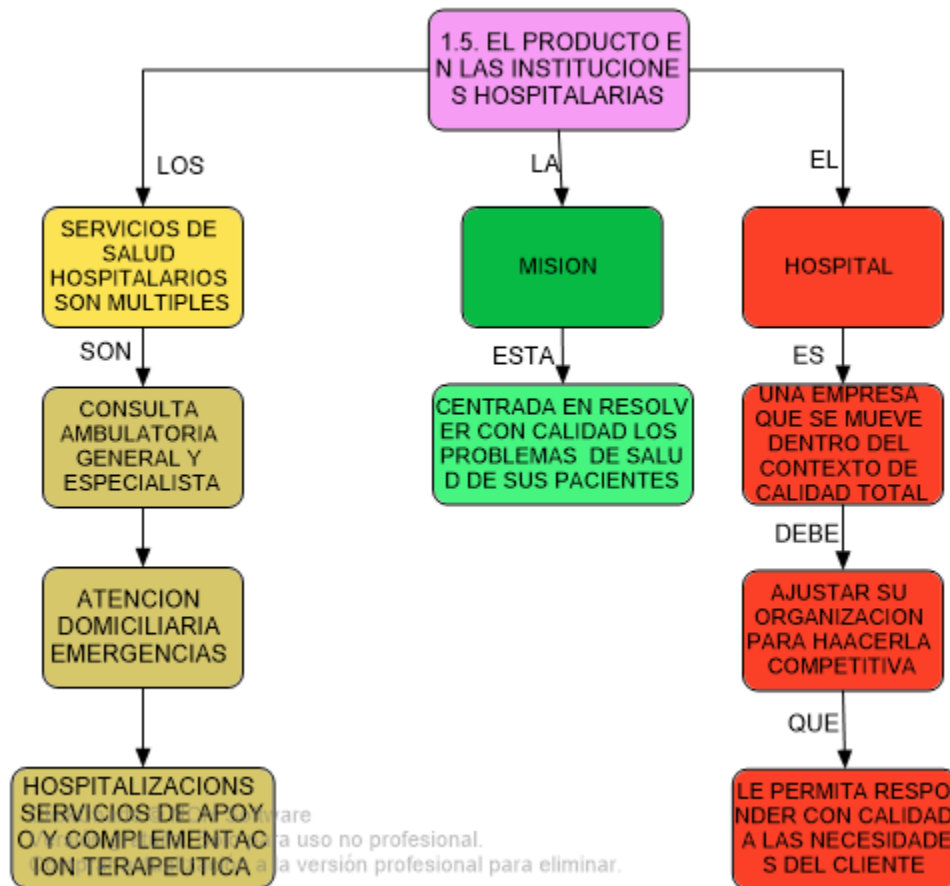 1.5. EL PRODUCTO E
N LAS INSTITUCIONE
S HOSPITALARIAS
LOS
LA
EL
SERVICIOS DE
SALUD
HOSPITALARIOS
SON MULTIPLES
MISION
HOSPITAL
SON
ESTA
ES
CONSULTA
AMBULATORIA
GENERAL Y
ESPECIALISTA
CENTRADA EN RESOLV
ER CON CALIDAD LOS
PROBLEMAS DE SALU
D DE SUS PACIENTES
UNA EMPRESA
QUE SE MUEVE
DENTRO DEL
CONTEXTO DE
CALIDAD TOTAL
DEBE
ATENCION
DOMICILIARIA
EMERGENCIAS
AJUSTAR SU
ORGANIZACION
PARA HAACERLA
COMPETITIVA
QUE
HOSPITALIZACIONS
SERVICIOS DE APOY
O Y COMPLEMENTAC
ION TERAPEUTICA
LE PERMITA RESPO
NDER CON CALIDAD
A LAS NECESIDADE
S DEL CLIENTE
uso no profesional.
a la versión profesional para eliminar.